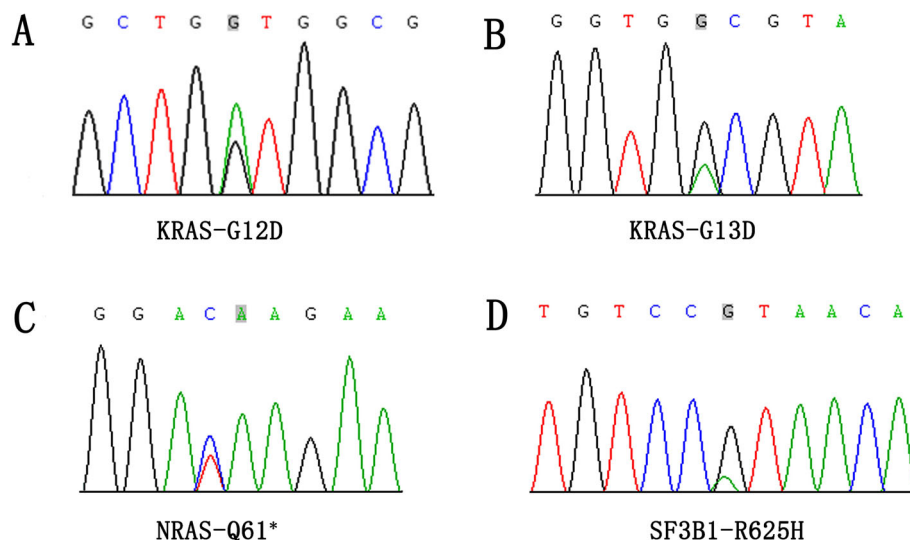 A
G C T G G T G G C G
KRAS-G12D
B
G G T G G C G T A
KRAS-G13D
C
G G A C A A G A A
NRAS-Q61*
D
T G T C C G T A A C A
SF3B1-R625H